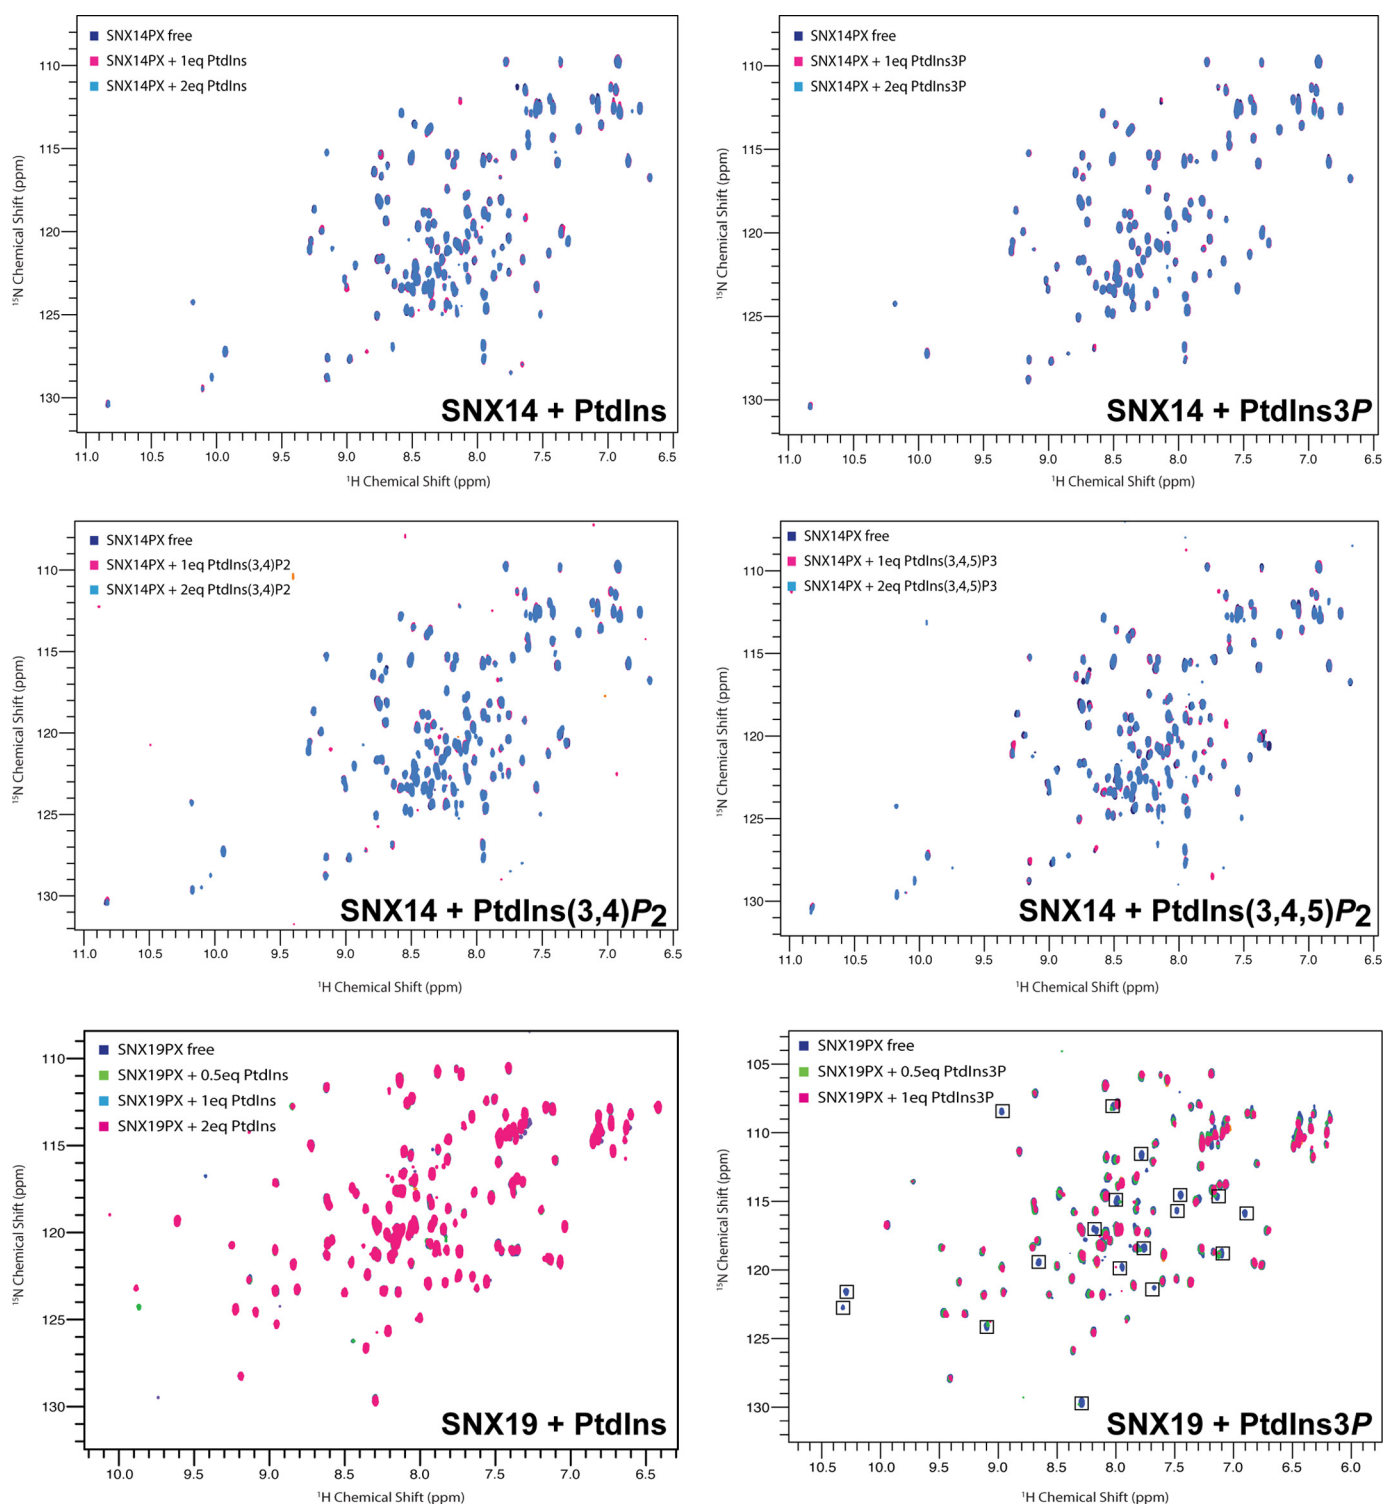 SNX14PX free
SNX14PX + 1eq PtdIns
SNX14PX + 2eq PtdIns
110
115
120
125
130
¹⁵N Chemical Shift (ppm)
SNX14 + PtdIns
11.0 10.5 10.0 9.5 9.0 8.5 8.0 7.5 7.0 6.5
¹H Chemical Shift (ppm)
SNX14PX free
SNX14PX + 1eq PtdIns3P
SNX14PX + 2eq PtdIns3P
110
115
120
125
130
¹⁵N Chemical Shift (ppm)
SNX14 + PtdIns3P
11.0 10.5 10.0 9.5 9.0 8.5 8.0 7.5 7.0 6.5
¹H Chemical Shift (ppm)
SNX14PX free
SNX14PX + 1eq PtdIns(3,4)P2
SNX14PX + 2eq PtdIns(3,4)P2
110
115
120
125
130
¹⁵N Chemical Shift (ppm)
SNX14 + PtdIns(3,4)P2
11.0 10.5 10.0 9.5 9.0 8.5 8.0 7.5 7.0 6.5
¹H Chemical Shift (ppm)
SNX14PX free
SNX14PX + 1eq PtdIns(3,4,5)P3
SNX14PX + 2eq PtdIns(3,4,5)P3
110
115
120
125
130
¹⁵N Chemical Shift (ppm)
SNX14 + PtdIns(3,4,5)P2
11.0 10.5 10.0 9.5 9.0 8.5 8.0 7.5 7.0 6.5
¹H Chemical Shift (ppm)
SNX19PX free
SNX19PX + 0.5eq PtdIns
SNX19PX + 1eq PtdIns
SNX19PX + 2eq PtdIns
110
115
120
125
130
¹⁵N Chemical Shift (ppm)
SNX19 + PtdIns
10.0 9.5 9.0 8.5 8.0 7.5 7.0 6.5
¹H Chemical Shift (ppm)
SNX19PX free
SNX19PX + 0.5eq PtdIns3P
SNX19PX + 1eq PtdIns3P
105
110
115
120
125
130
¹⁵N Chemical Shift (ppm)
SNX19 + PtdIns3P
10.5 10.0 9.5 9.0 8.5 8.0 7.5 7.0 6.5 6.0
¹H Chemical Shift (ppm)